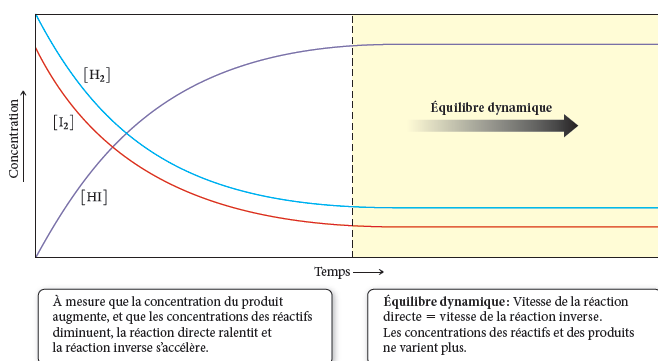 [H₂]
[I₂]
[HI]
Concentration
Équilibre dynamique
Temps
À mesure que la concentration du produit
augmente, et que les concentrations des réactifs
diminuent, la réaction directe ralentit et
la réaction inverse s’accélère.
Équilibre dynamique : Vitesse de la réaction
directe = vitesse de la réaction inverse.
Les concentrations des réactifs et des produits
ne varient plus.